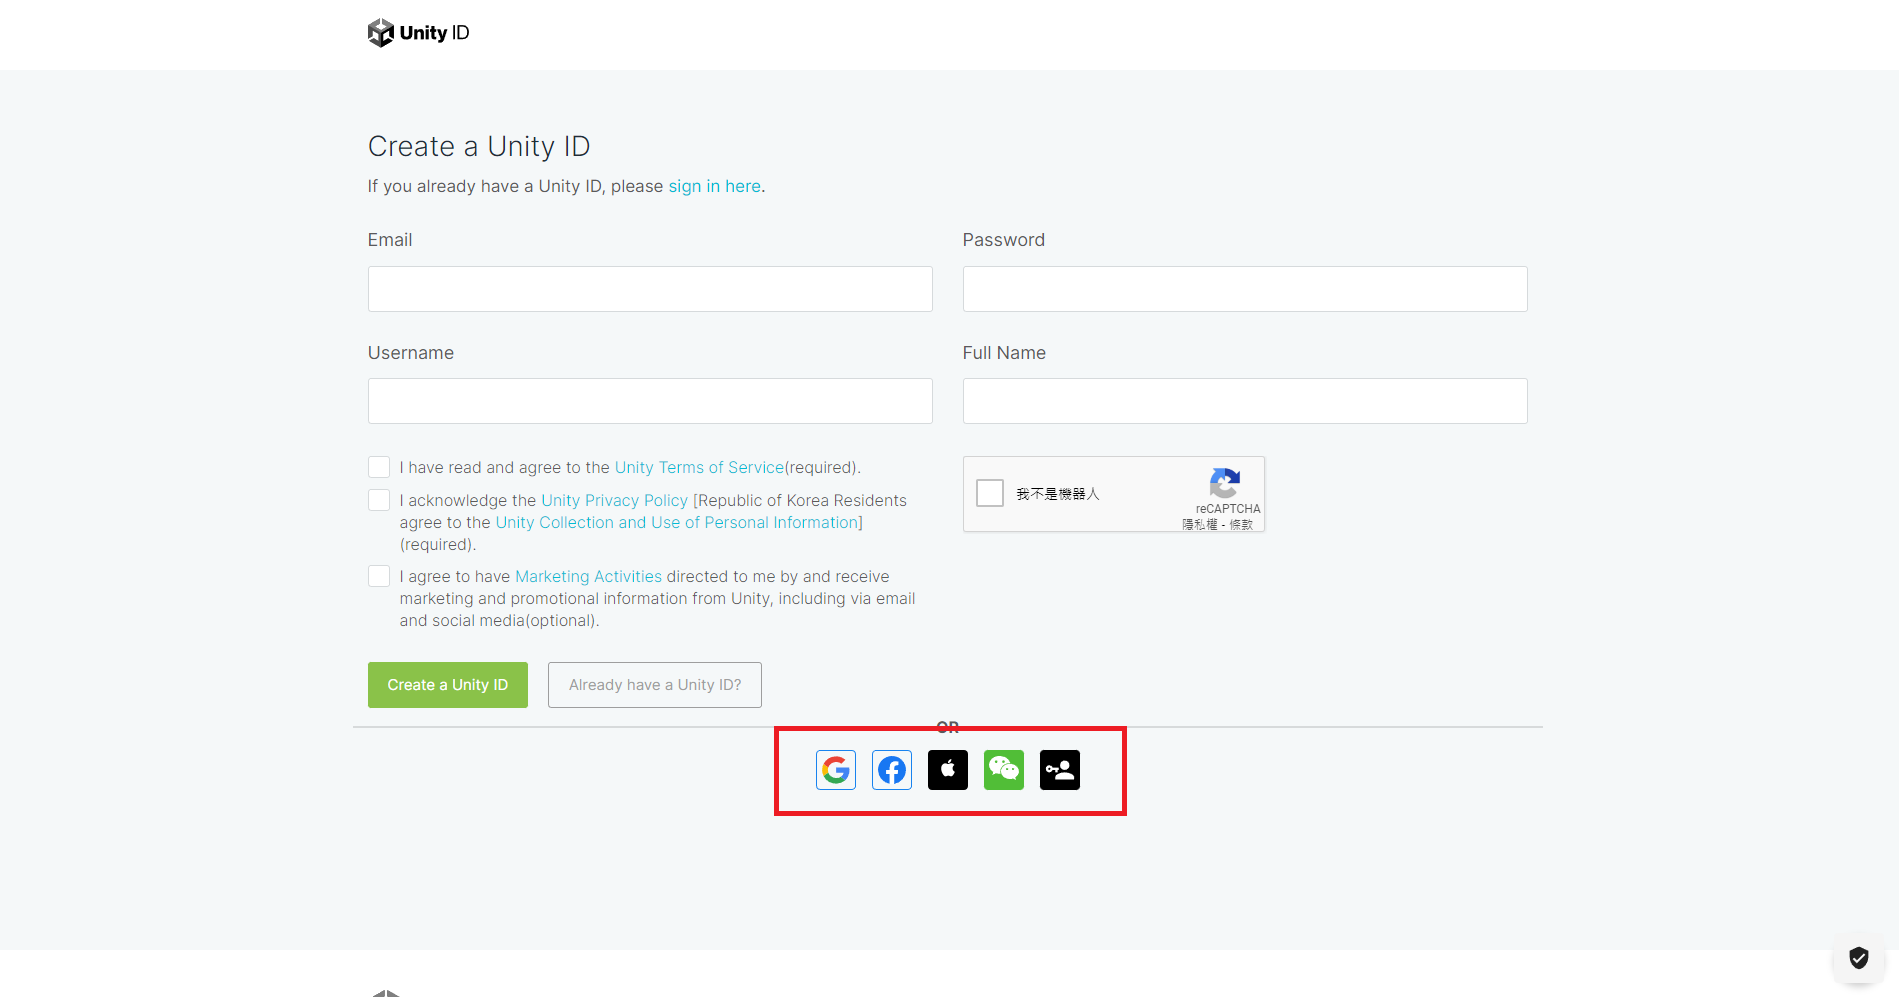 Unity ID
Create a Unity ID
If you already have a Unity ID, please sign in here.
Email
Password
Username
Full Name
I have read and agree to the Unity Terms of Service(required).
I acknowledge the Unity Privacy Policy [Republic of Korea Residents
agree to the Unity Collection and Use of Personal Information]
(required).
I agree to have Marketing Activities directed to me by and receive
marketing and promotional information from Unity, including via email
and social media(optional).
我不是機器人
reCAPTCHA
隱私權 - 條款
Create a Unity ID
Already have a Unity ID?
OR